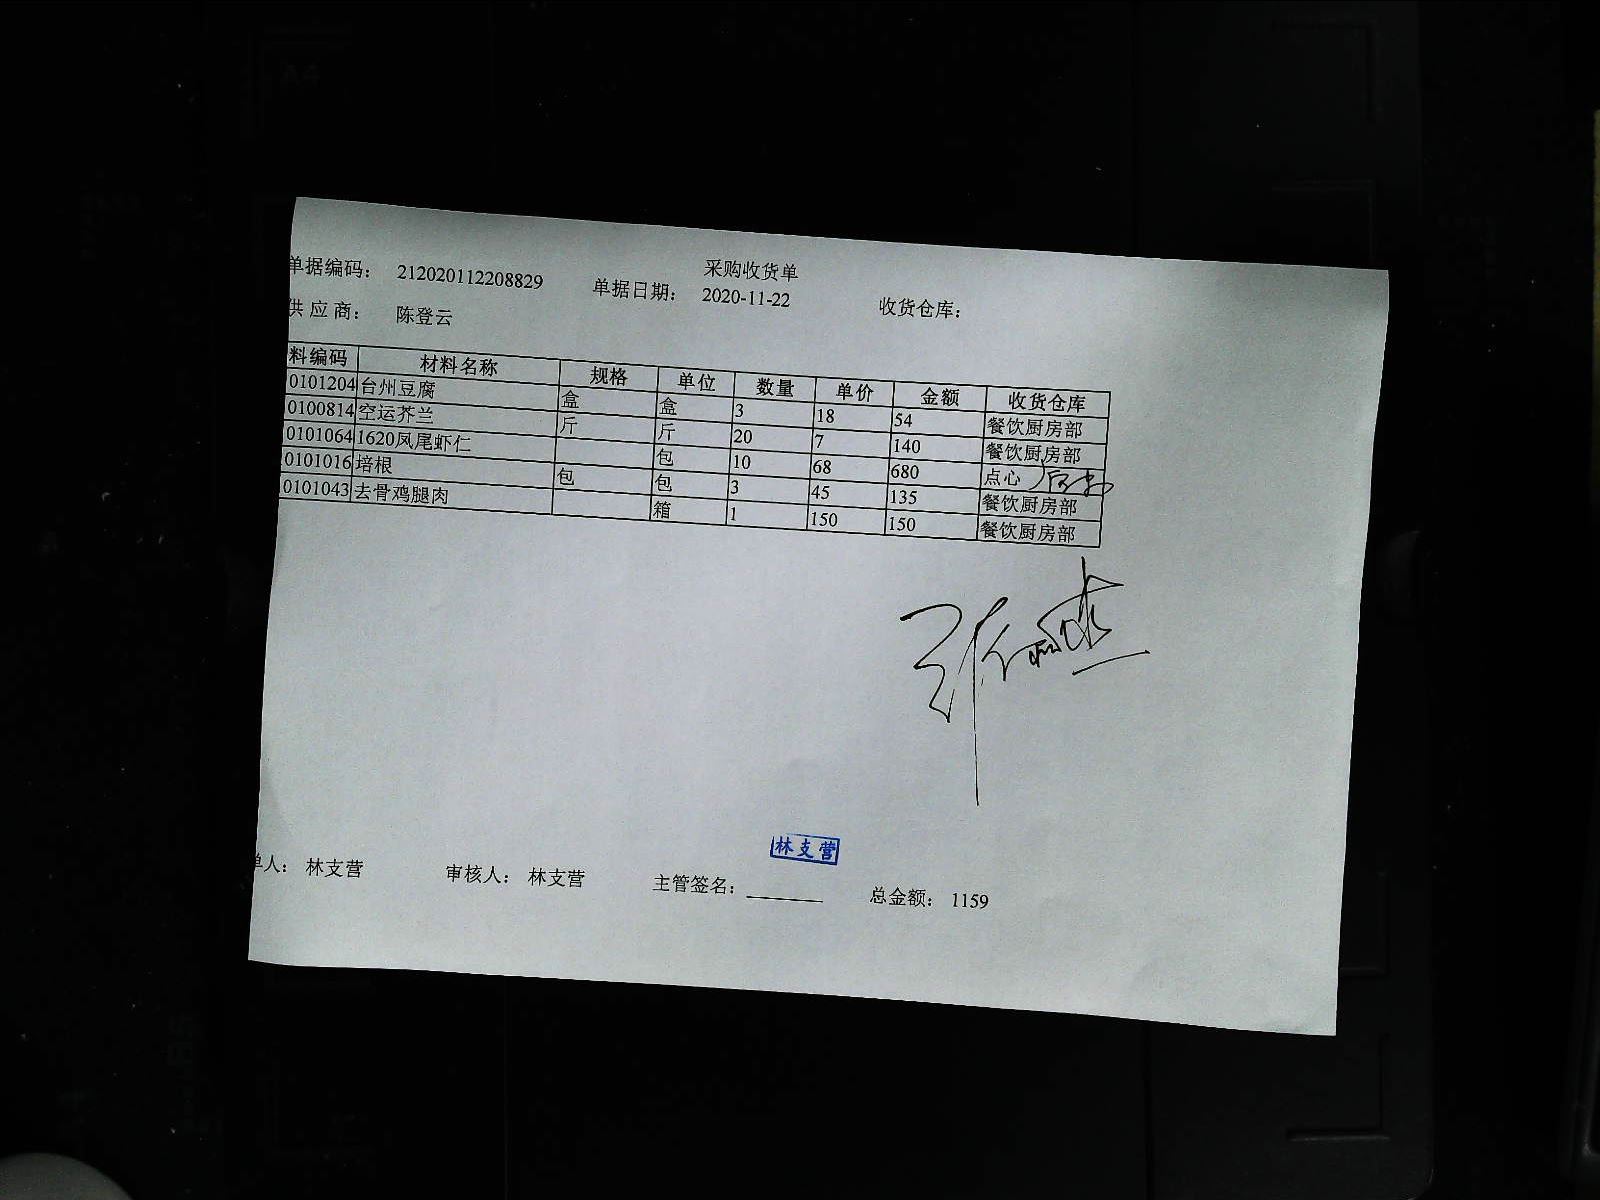 采购收货单
单据编码： 212020112208829 单据日期： 2020-11-22 收货仓库：
供 应 商： 陈登云
料编码 材料名称 规格 单位 数量 单价 金额 收货仓库
0101204 台州豆腐 盒 盒 3 18 54 餐饮厨房部
0100814 空运芥兰 斤 斤 20 7 140 餐饮厨房部
0101064 1620凤尾虾仁 包 10 68 680 点心
0101016 培根 包 包 3 45 135 餐饮厨房部
0101043 去骨鸡腿肉 箱 1 150 150 餐饮厨房部
林支营
单人： 林支营 审核人： 林支营 主管签名： 总金额： 1159